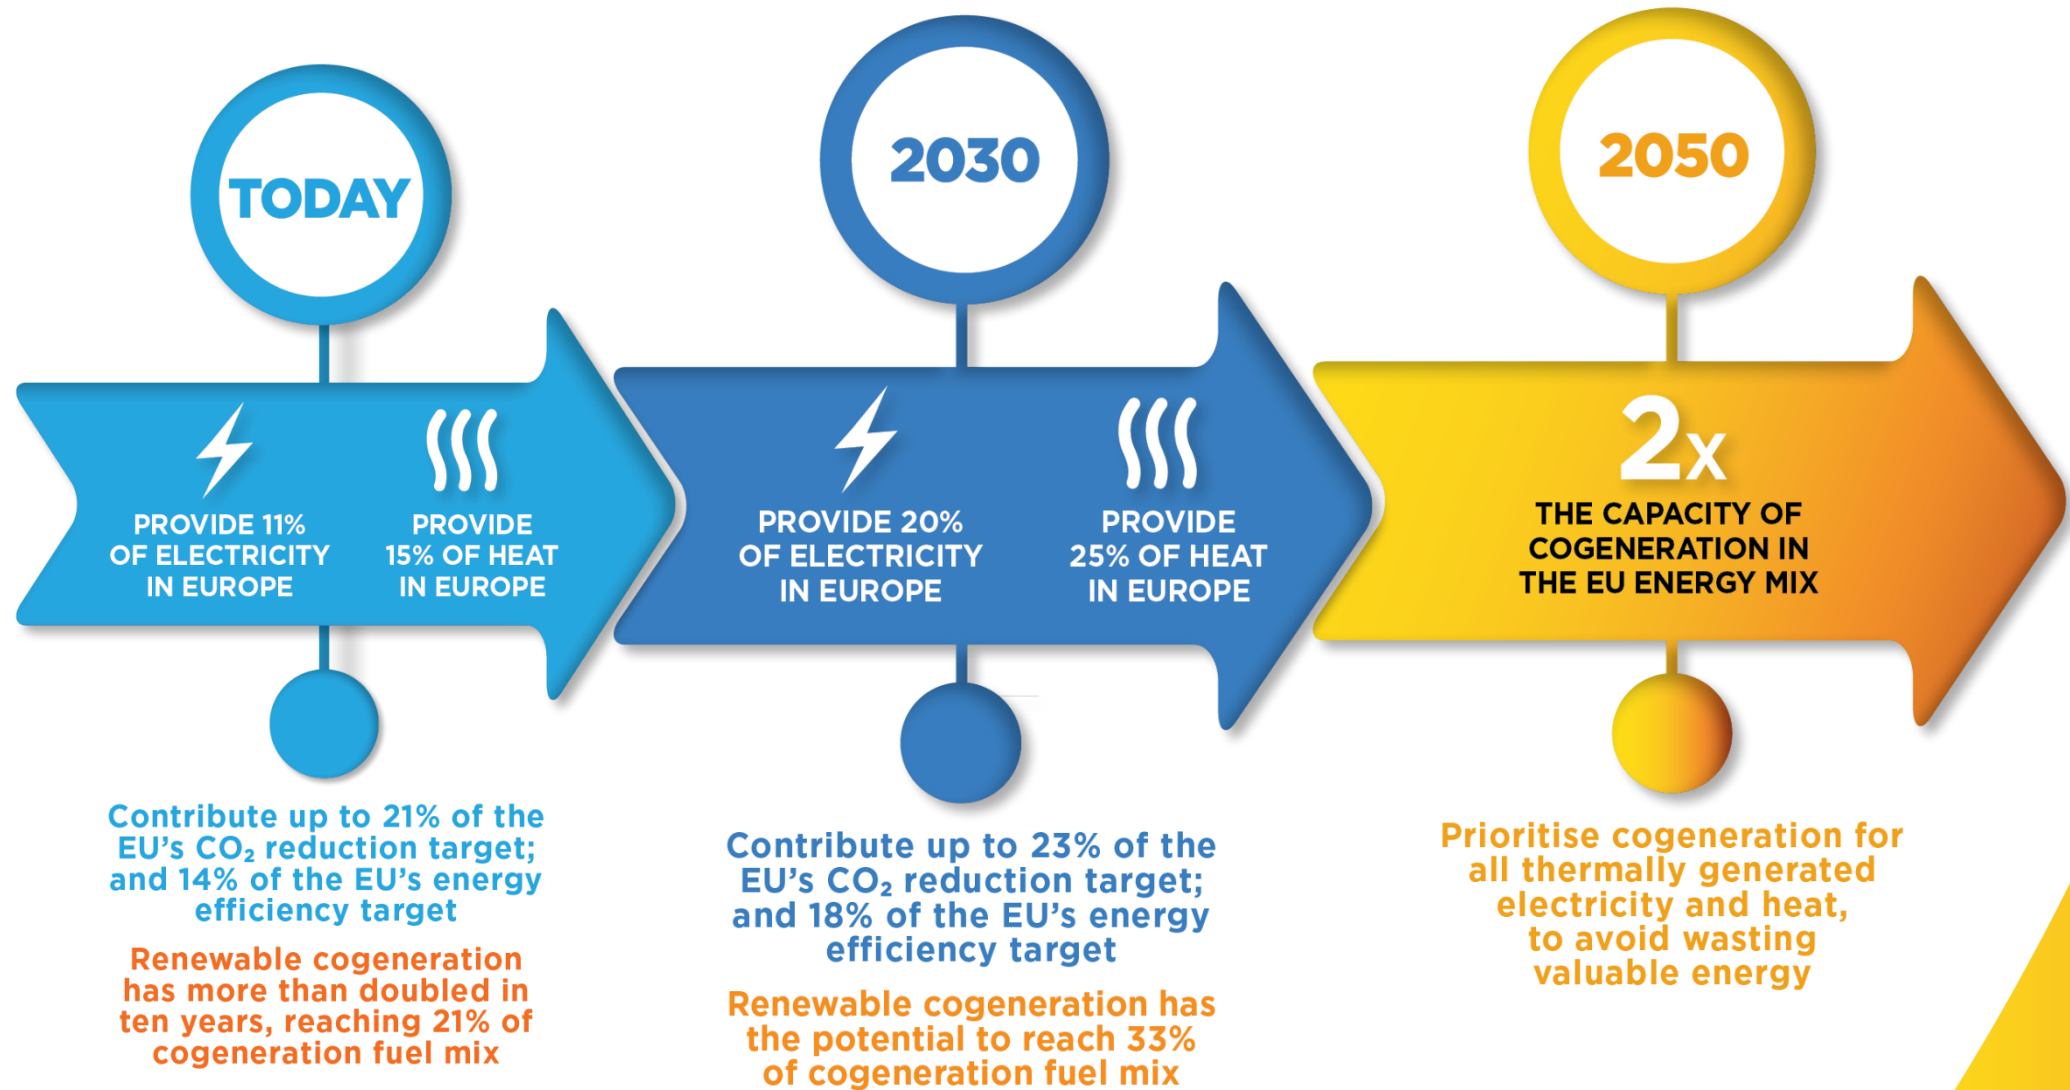 TODAY
PROVIDE 11%
OF ELECTRICITY
IN EUROPE
PROVIDE
15% OF HEAT
IN EUROPE
Contribute up to 21% of the
EU's CO₂ reduction target;
and 14% of the EU's energy
efficiency target
Renewable cogeneration
has more than doubled in
ten years, reaching 21% of
cogeneration fuel mix
2030
PROVIDE 20%
OF ELECTRICITY
IN EUROPE
PROVIDE
25% OF HEAT
IN EUROPE
Contribute up to 23% of the
EU's CO₂ reduction target;
and 18% of the EU's energy
efficiency target
Renewable cogeneration has
the potential to reach 33%
of cogeneration fuel mix
2050
2x
THE CAPACITY OF
COGENERATION IN
THE EU ENERGY MIX
Prioritise cogeneration for
all thermally generated
electricity and heat,
to avoid wasting
valuable energy